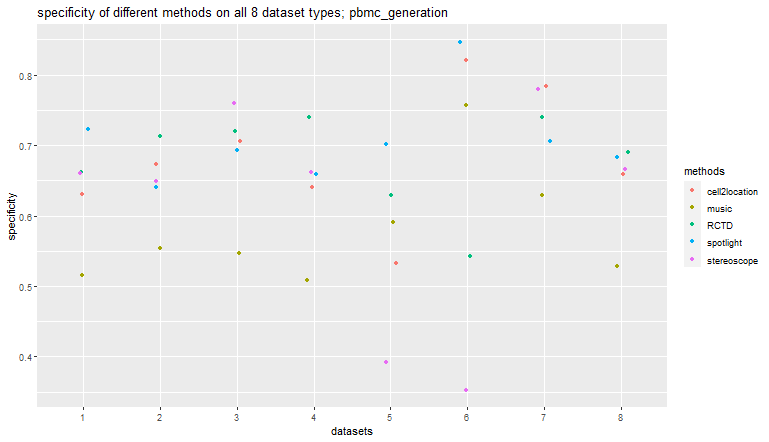 specificity of different methods on all 8 dataset types; pbmc_generation
specificity
0.8
0.7
0.6
0.5
0.4
1 2 3 4 5 6 7 8
datasets
methods
cell2location
music
RCTD
spotlight
stereoscope